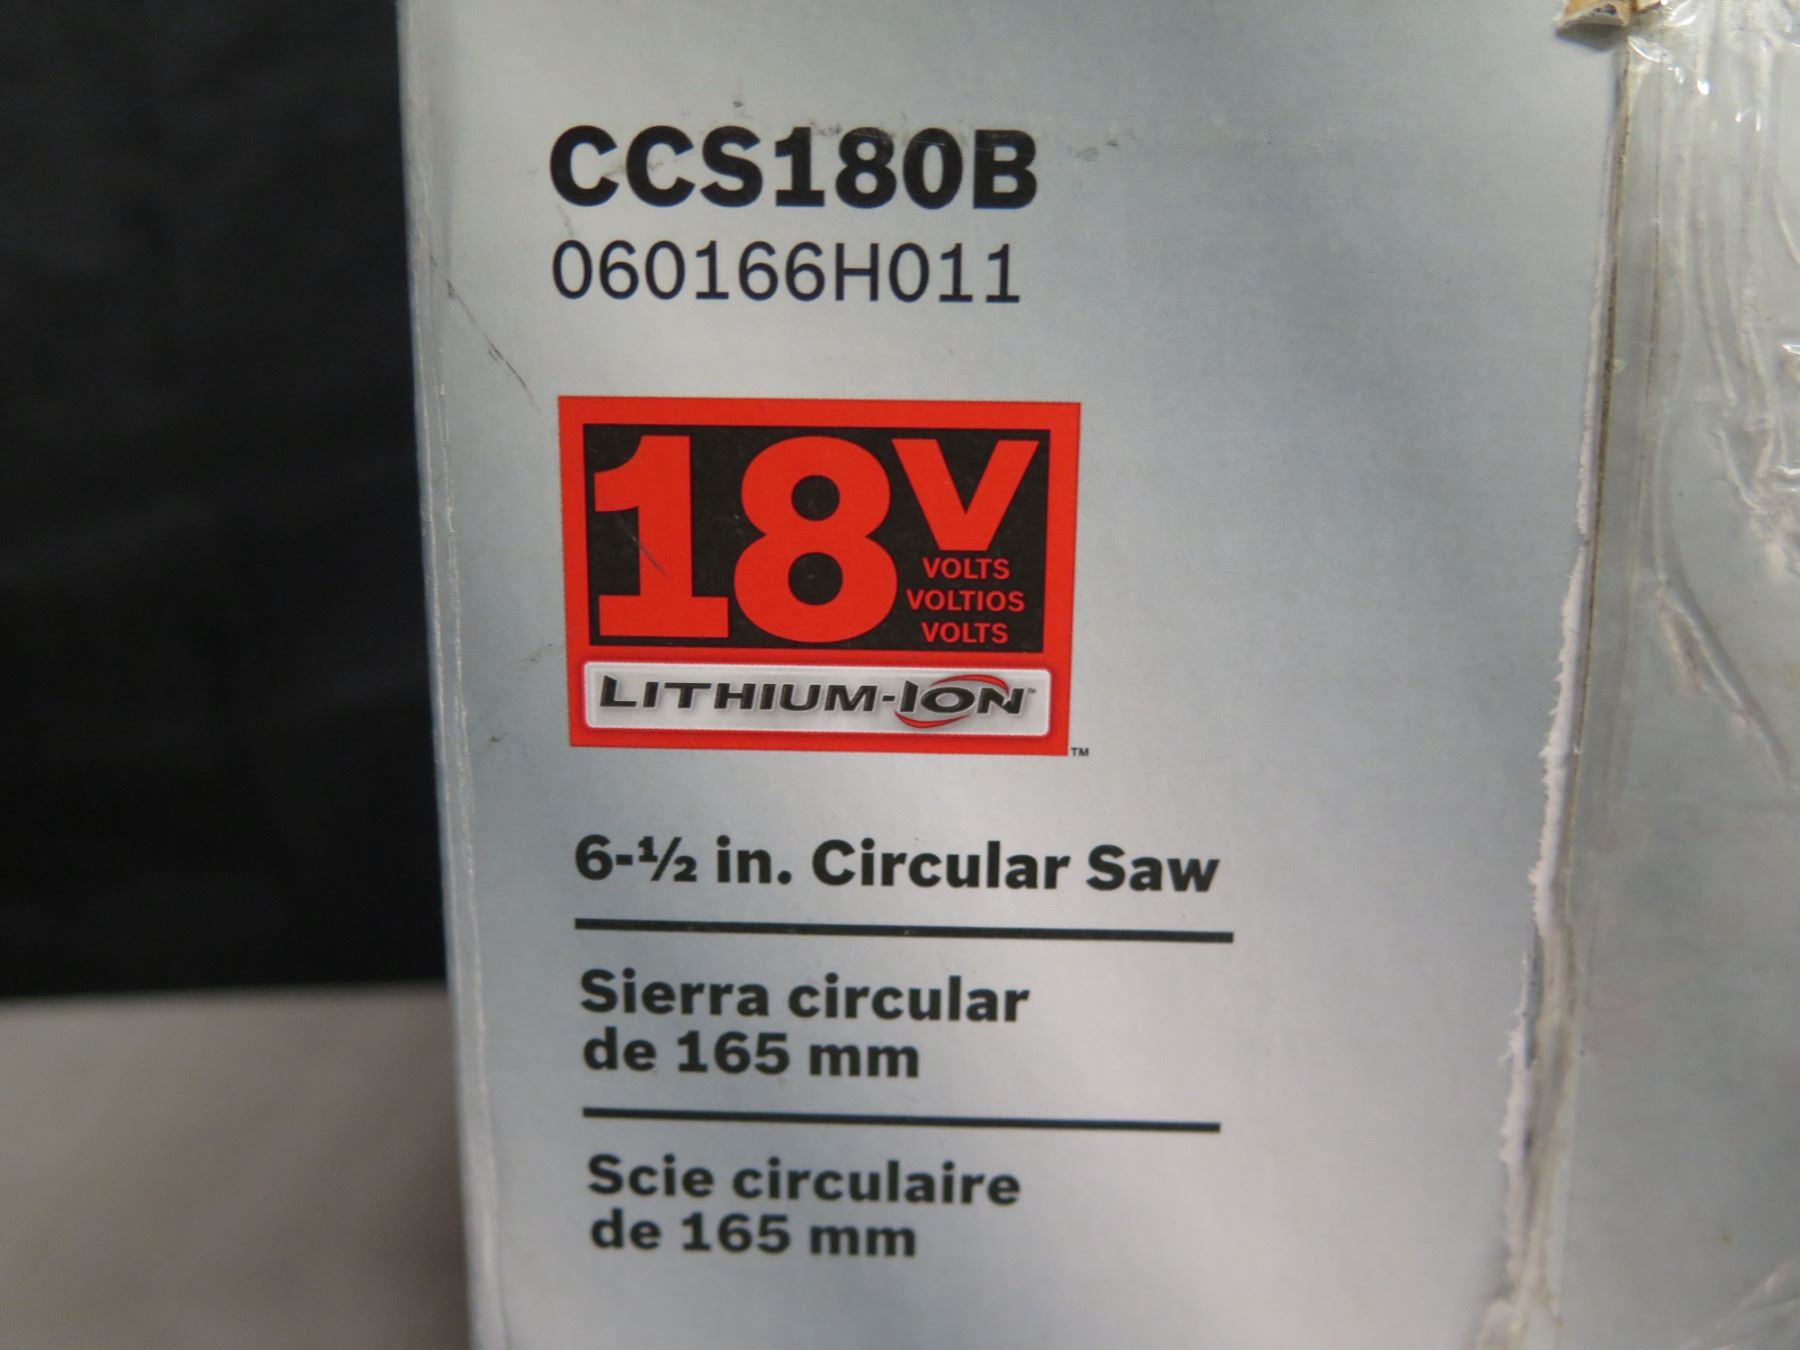 CCS180B
060166H011
18V
VOLTS
VOLTIOS
VOLTS
LITHIUM-ION™
™
6-½ in. Circular Saw
Sierra circular
de 165 mm
Scie circulaire
de 165 mm